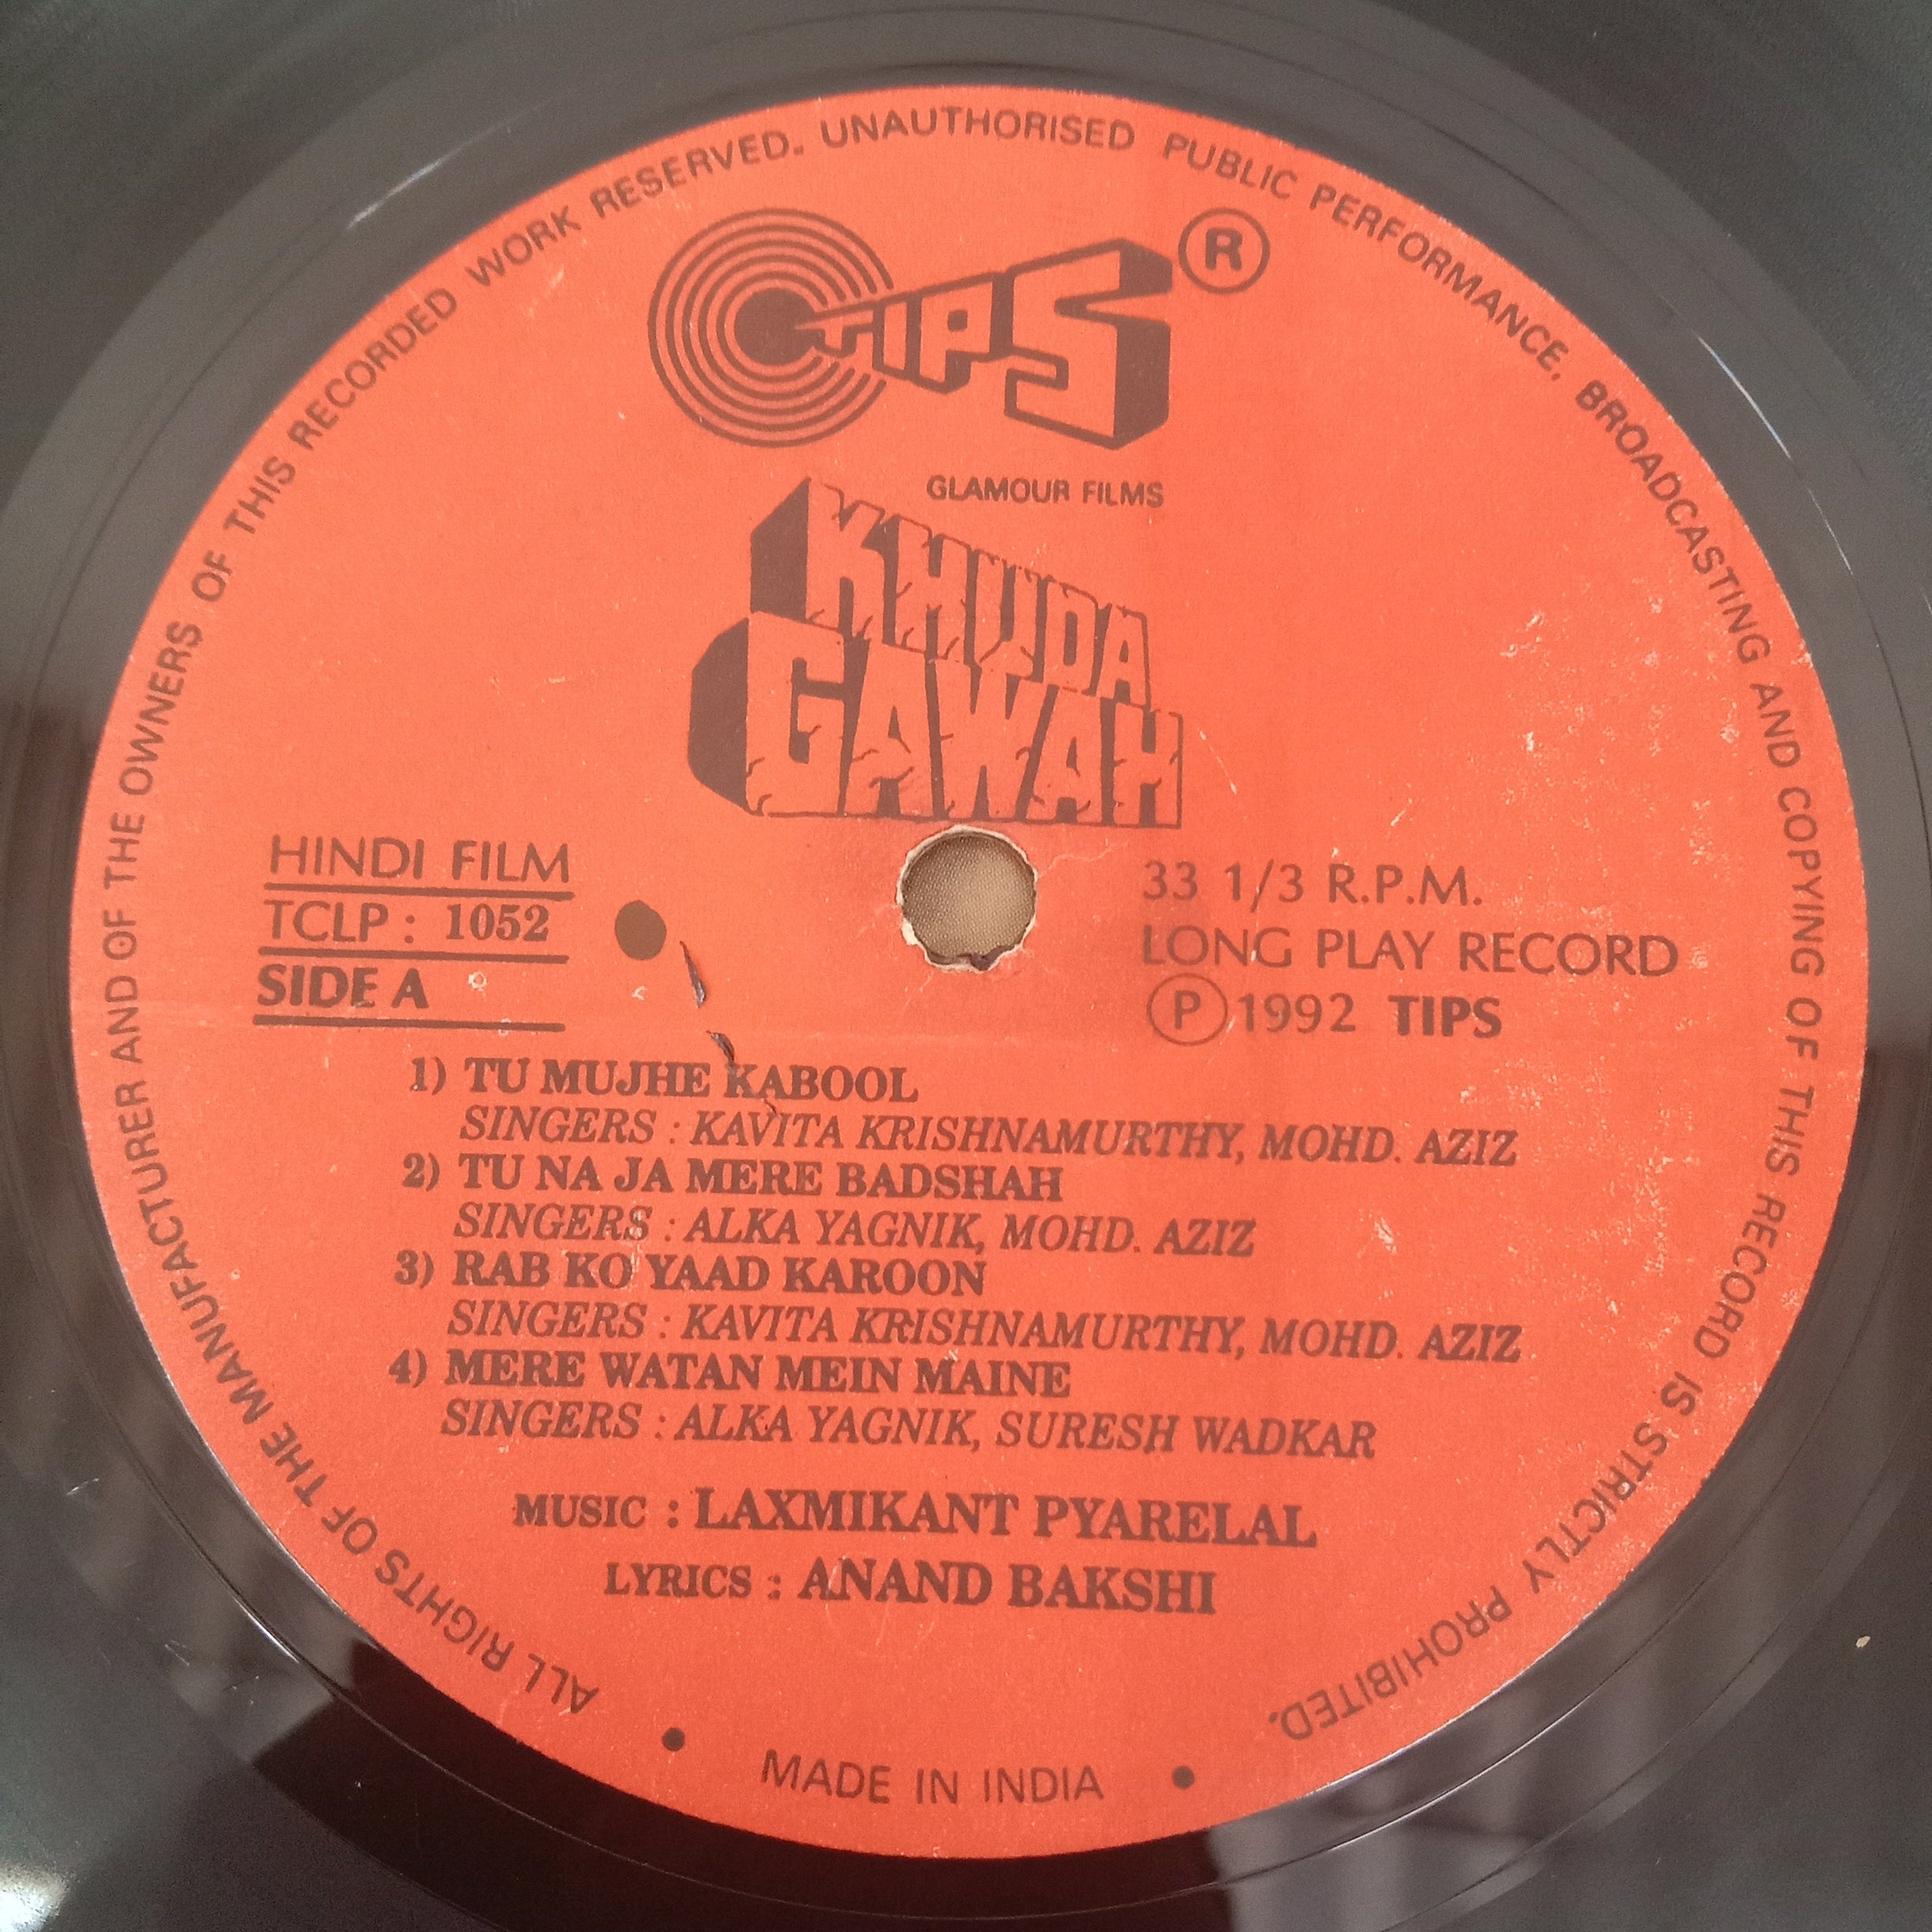 ALL RIGHTS OF THE MANUFACTURER AND OF THE OWNERS OF THIS RECORDED WORK RESERVED. UNAUTHORISED PUBLIC PERFORMANCE, BROADCASTING AND COPYING OF THIS RECORD IS STRICTLY PROHIBITED.
TIPS ®
GLAMOUR FILMS
KHUDA
GAWAH
HINDI FILM
TCLP : 1052
SIDE A
33 1/3 R.P.M.
LONG PLAY RECORD
Ⓟ 1992 TIPS
1) TU MUJHE KABOOL
SINGERS : KAVITA KRISHNAMURTHY, MOHD. AZIZ
2) TU NA JA MERE BADSHAH
SINGERS : ALKA YAGNIK, MOHD. AZIZ
3) RAB KO YAAD KAROON
SINGERS : KAVITA KRISHNAMURTHY, MOHD. AZIZ
4) MERE WATAN MEIN MAINE
SINGERS : ALKA YAGNIK, SURESH WADKAR
MUSIC : LAXMIKANT PYARELAL
LYRICS : ANAND BAKSHI
• MADE IN INDIA •